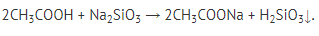 2CH₃COOH + Na₂SiO₃ → 2CH₃COONa + H₂SiO₃↓.